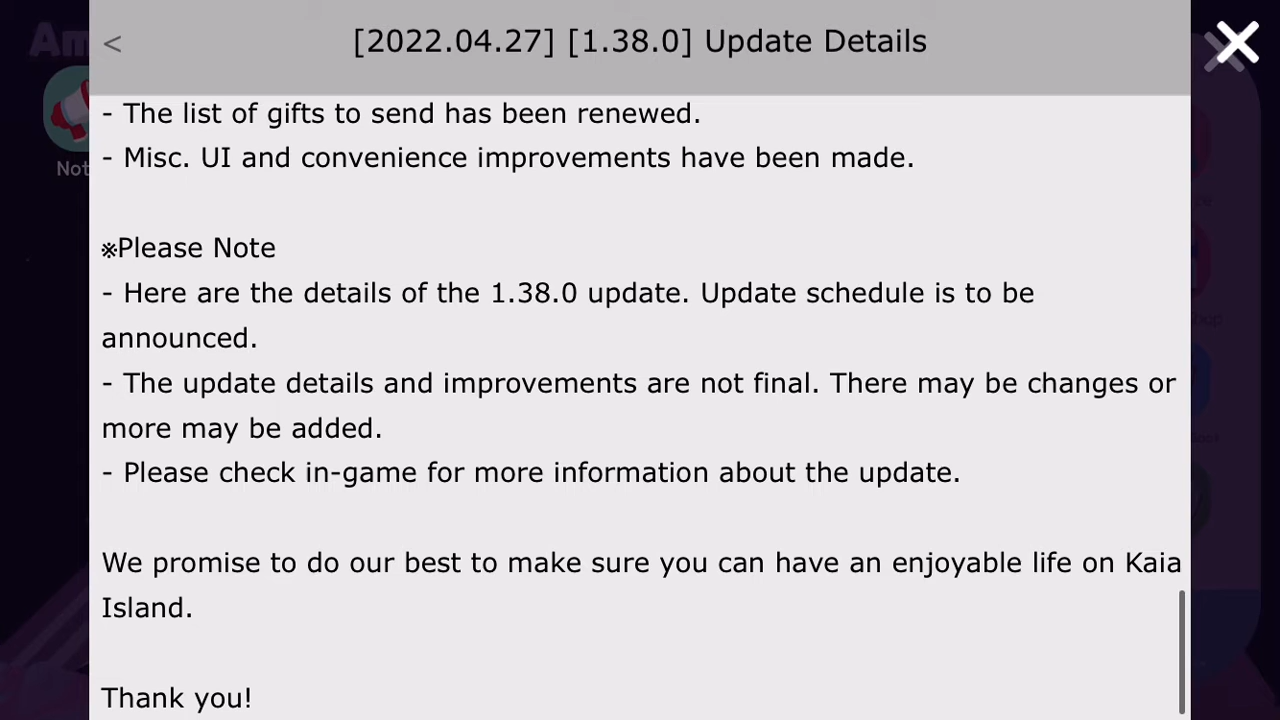 Am
<
[2022.04.27] [1.38.0] Update Details
- The list of gifts to send has been renewed.
- Misc. UI and convenience improvements have been made.
Not
※Please Note
- Here are the details of the 1.38.0 update. Update schedule is to be
announced.
- The update details and improvements are not final. There may be changes or
more may be added.
- Please check in-game for more information about the update.
We promise to do our best to make sure you can have an enjoyable life on Kaia
Island.
Thank you!